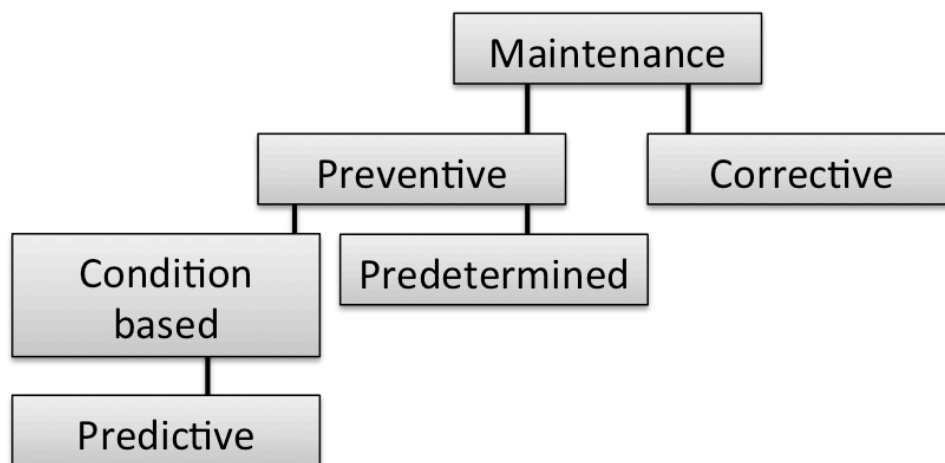 Maintenance
Preventive
Corrective
Condition
based
Predetermined
Predictive